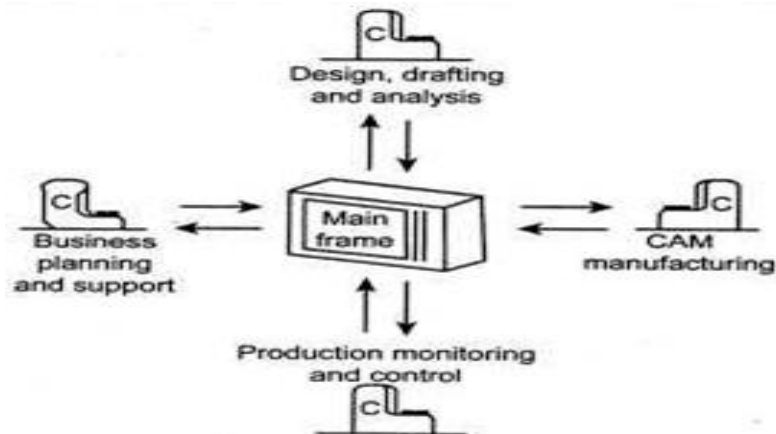 C
Design, drafting
and analysis
C
Business
planning
and support
Main
frame
C
CAM
manufacturing
Production monitoring
and control
C